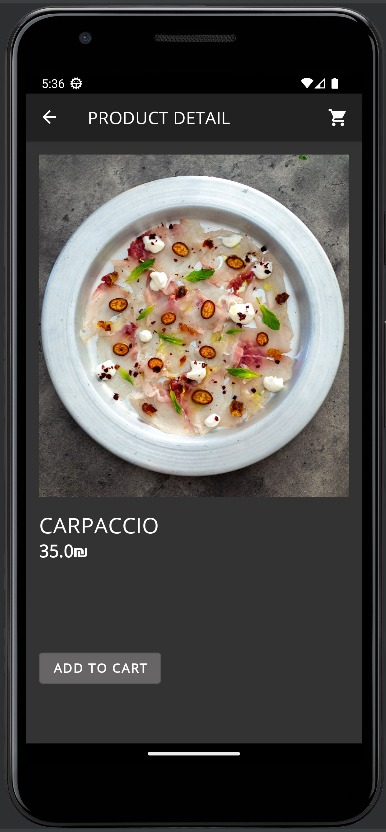 5:36
PRODUCT DETAIL
CARPACCIO
35.0₪
ADD TO CART